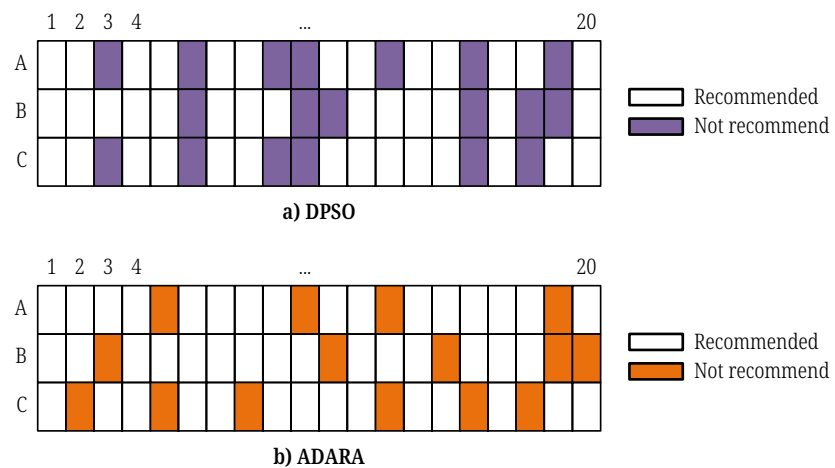 1 2 3 4 ... 20
A
B
C
Recommended
Not recommend
a) DPSO
1 2 3 4 ... 20
A
B
C
Recommended
Not recommend
b) ADARA